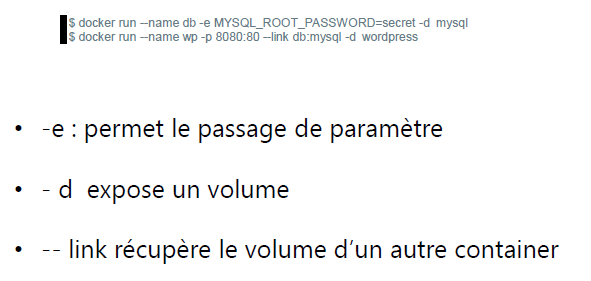 $ docker run --name db -e MYSQL_ROOT_PASSWORD=secret -d mysql
$ docker run --name wp -p 8080:80 --link db:mysql -d wordpress
• -e : permet le passage de paramètre
• - d expose un volume
• -- link récupère le volume d’un autre container